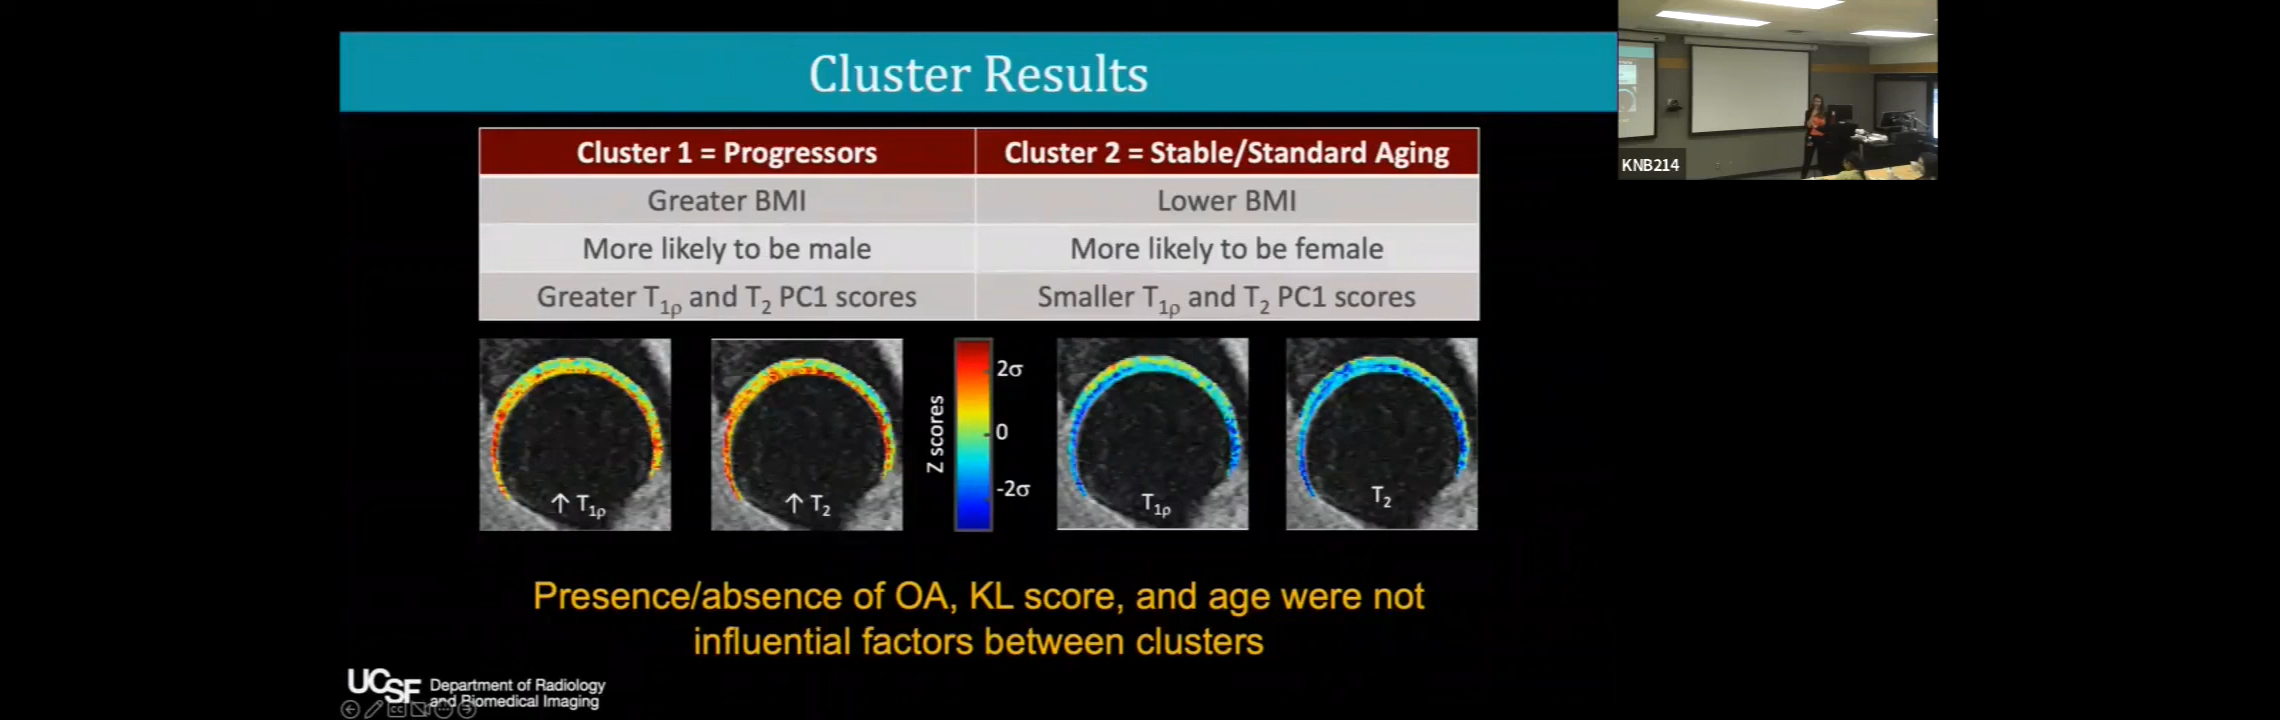 Cluster Results
Cluster 1 = Progressors
Cluster 2 = Stable/Standard Aging
Greater BMI
Lower BMI
More likely to be male
More likely to be female
Greater T1ρ and T2 PC1 scores
Smaller T1ρ and T2 PC1 scores
↑ T1ρ
↑ T2
Z scores
2σ
0
-2σ
T1ρ
T2
Presence/absence of OA, KL score, and age were not
influential factors between clusters
UCSF
Department of Radiology
and Biomedical Imaging
KNB214